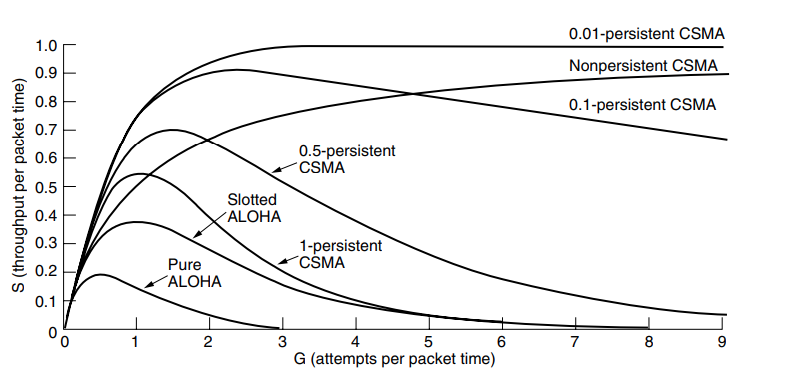 0.01-persistent CSMA
Nonpersistent CSMA
0.1-persistent CSMA
0.5-persistent
CSMA
Slotted
ALOHA
1-persistent
CSMA
Pure
ALOHA
S (throughput per packet time)
1.0
0.9
0.8
0.7
0.6
0.5
0.4
0.3
0.2
0.1
0
0 1 2 3 4 5 6 7 8 9
G (attempts per packet time)